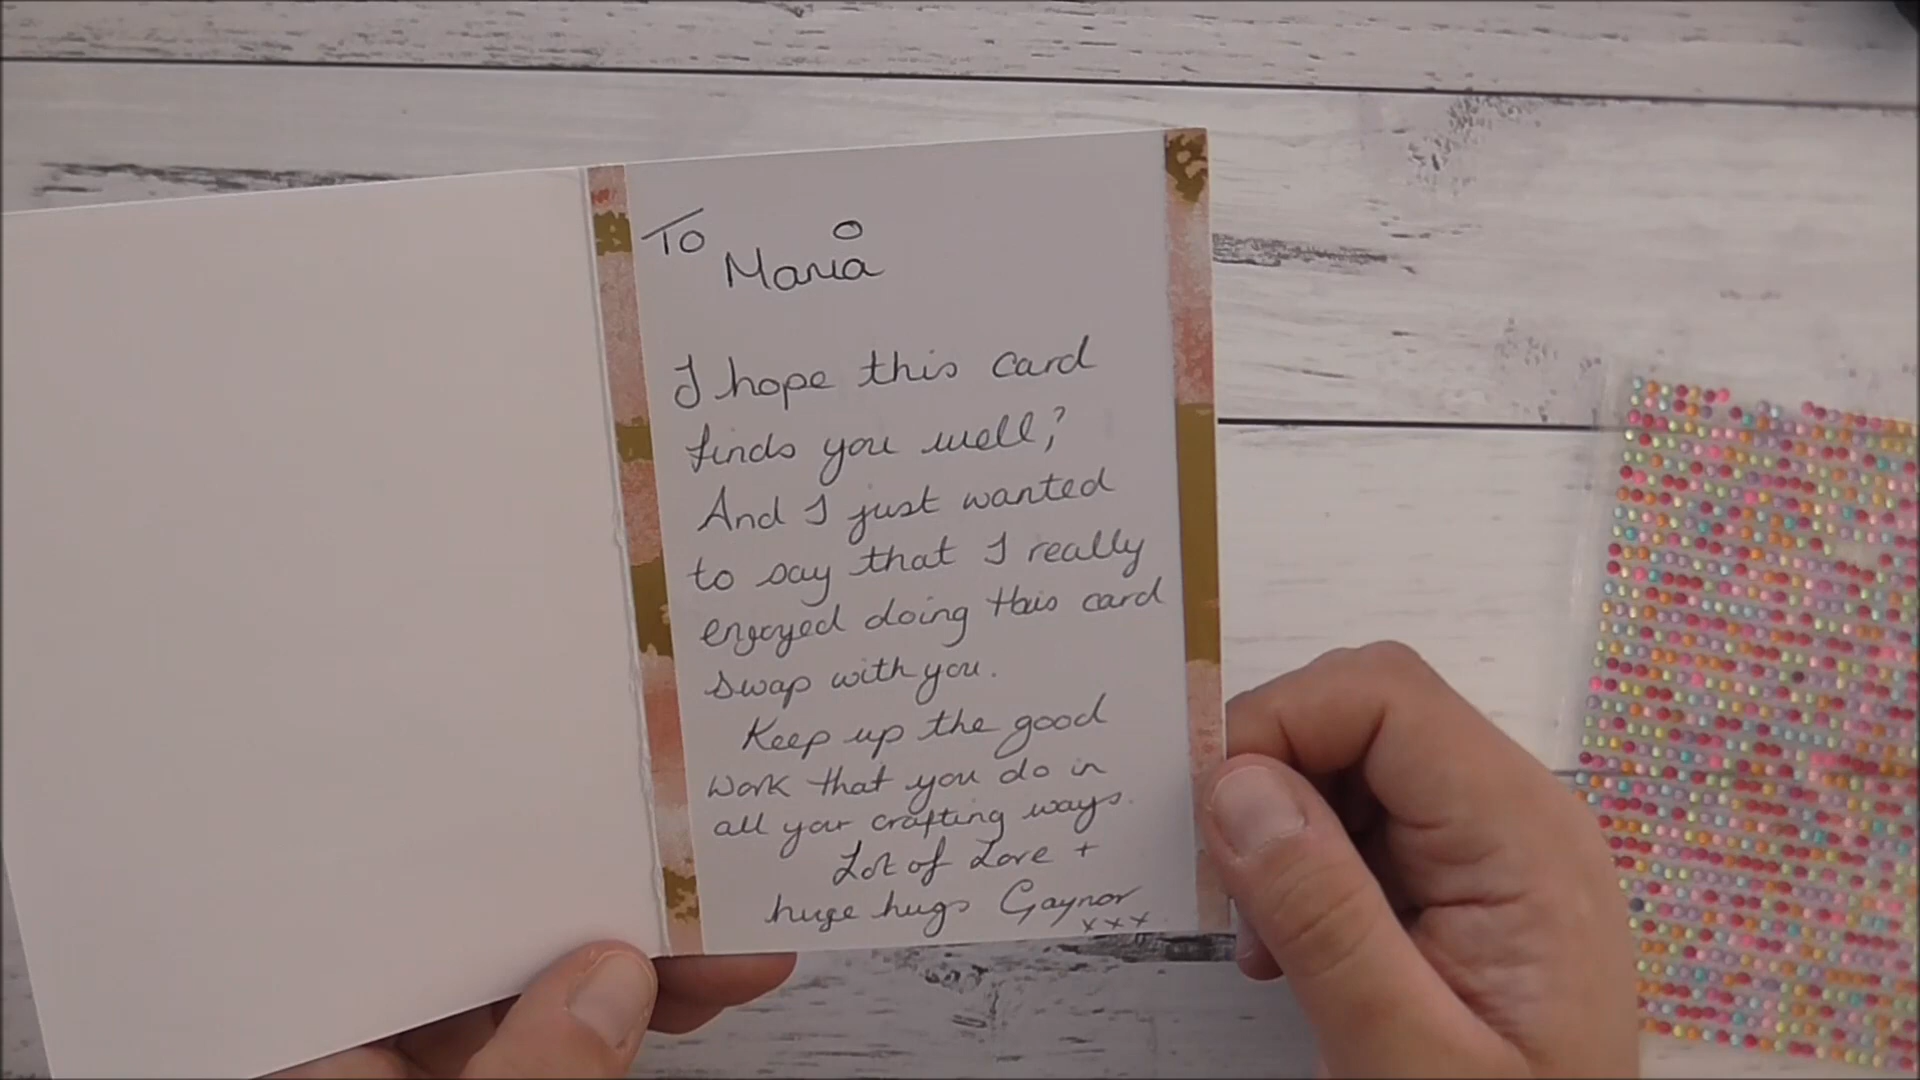 To
Maria
I hope this card
finds you well,?
And I just wanted
to say that I really
enjoyed doing this card
swap with you.
Keep up the good
work that you do in
all your crafting ways.
Lot of Love +
huge hugs Gaynor
xxx